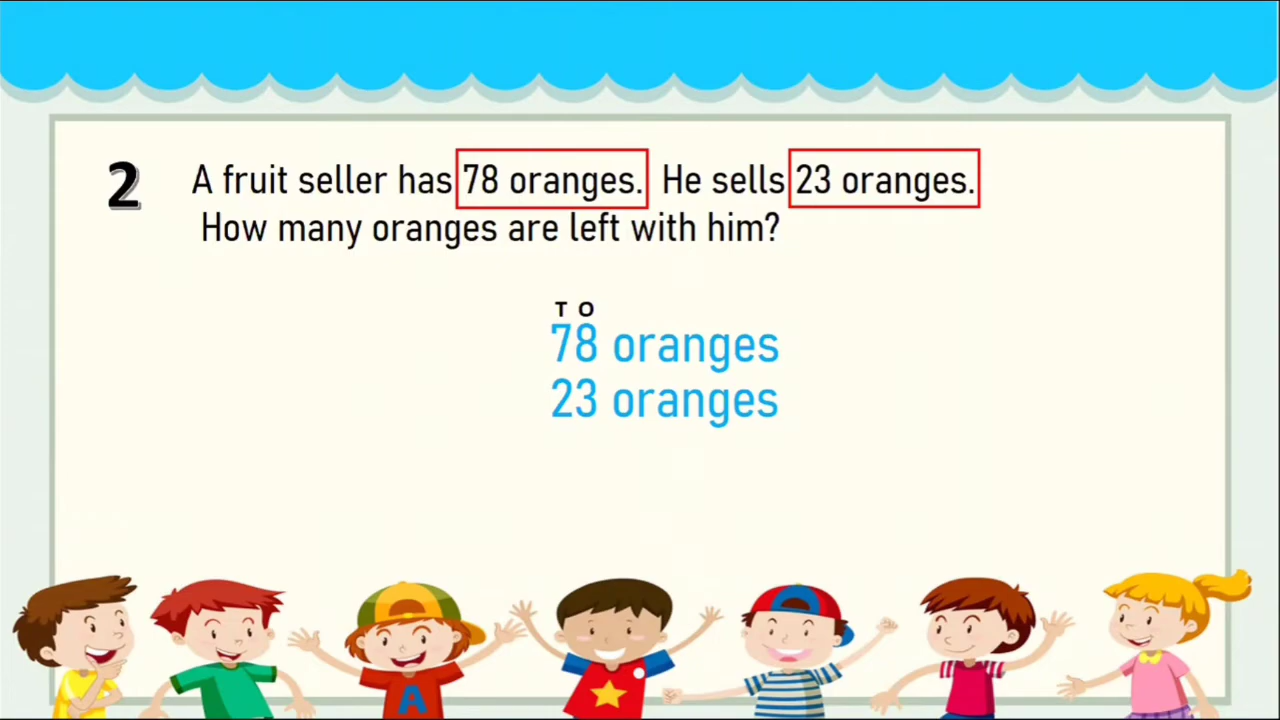 2 A fruit seller has 78 oranges. He sells 23 oranges.
How many oranges are left with him?
T O
78 oranges
23 oranges
A